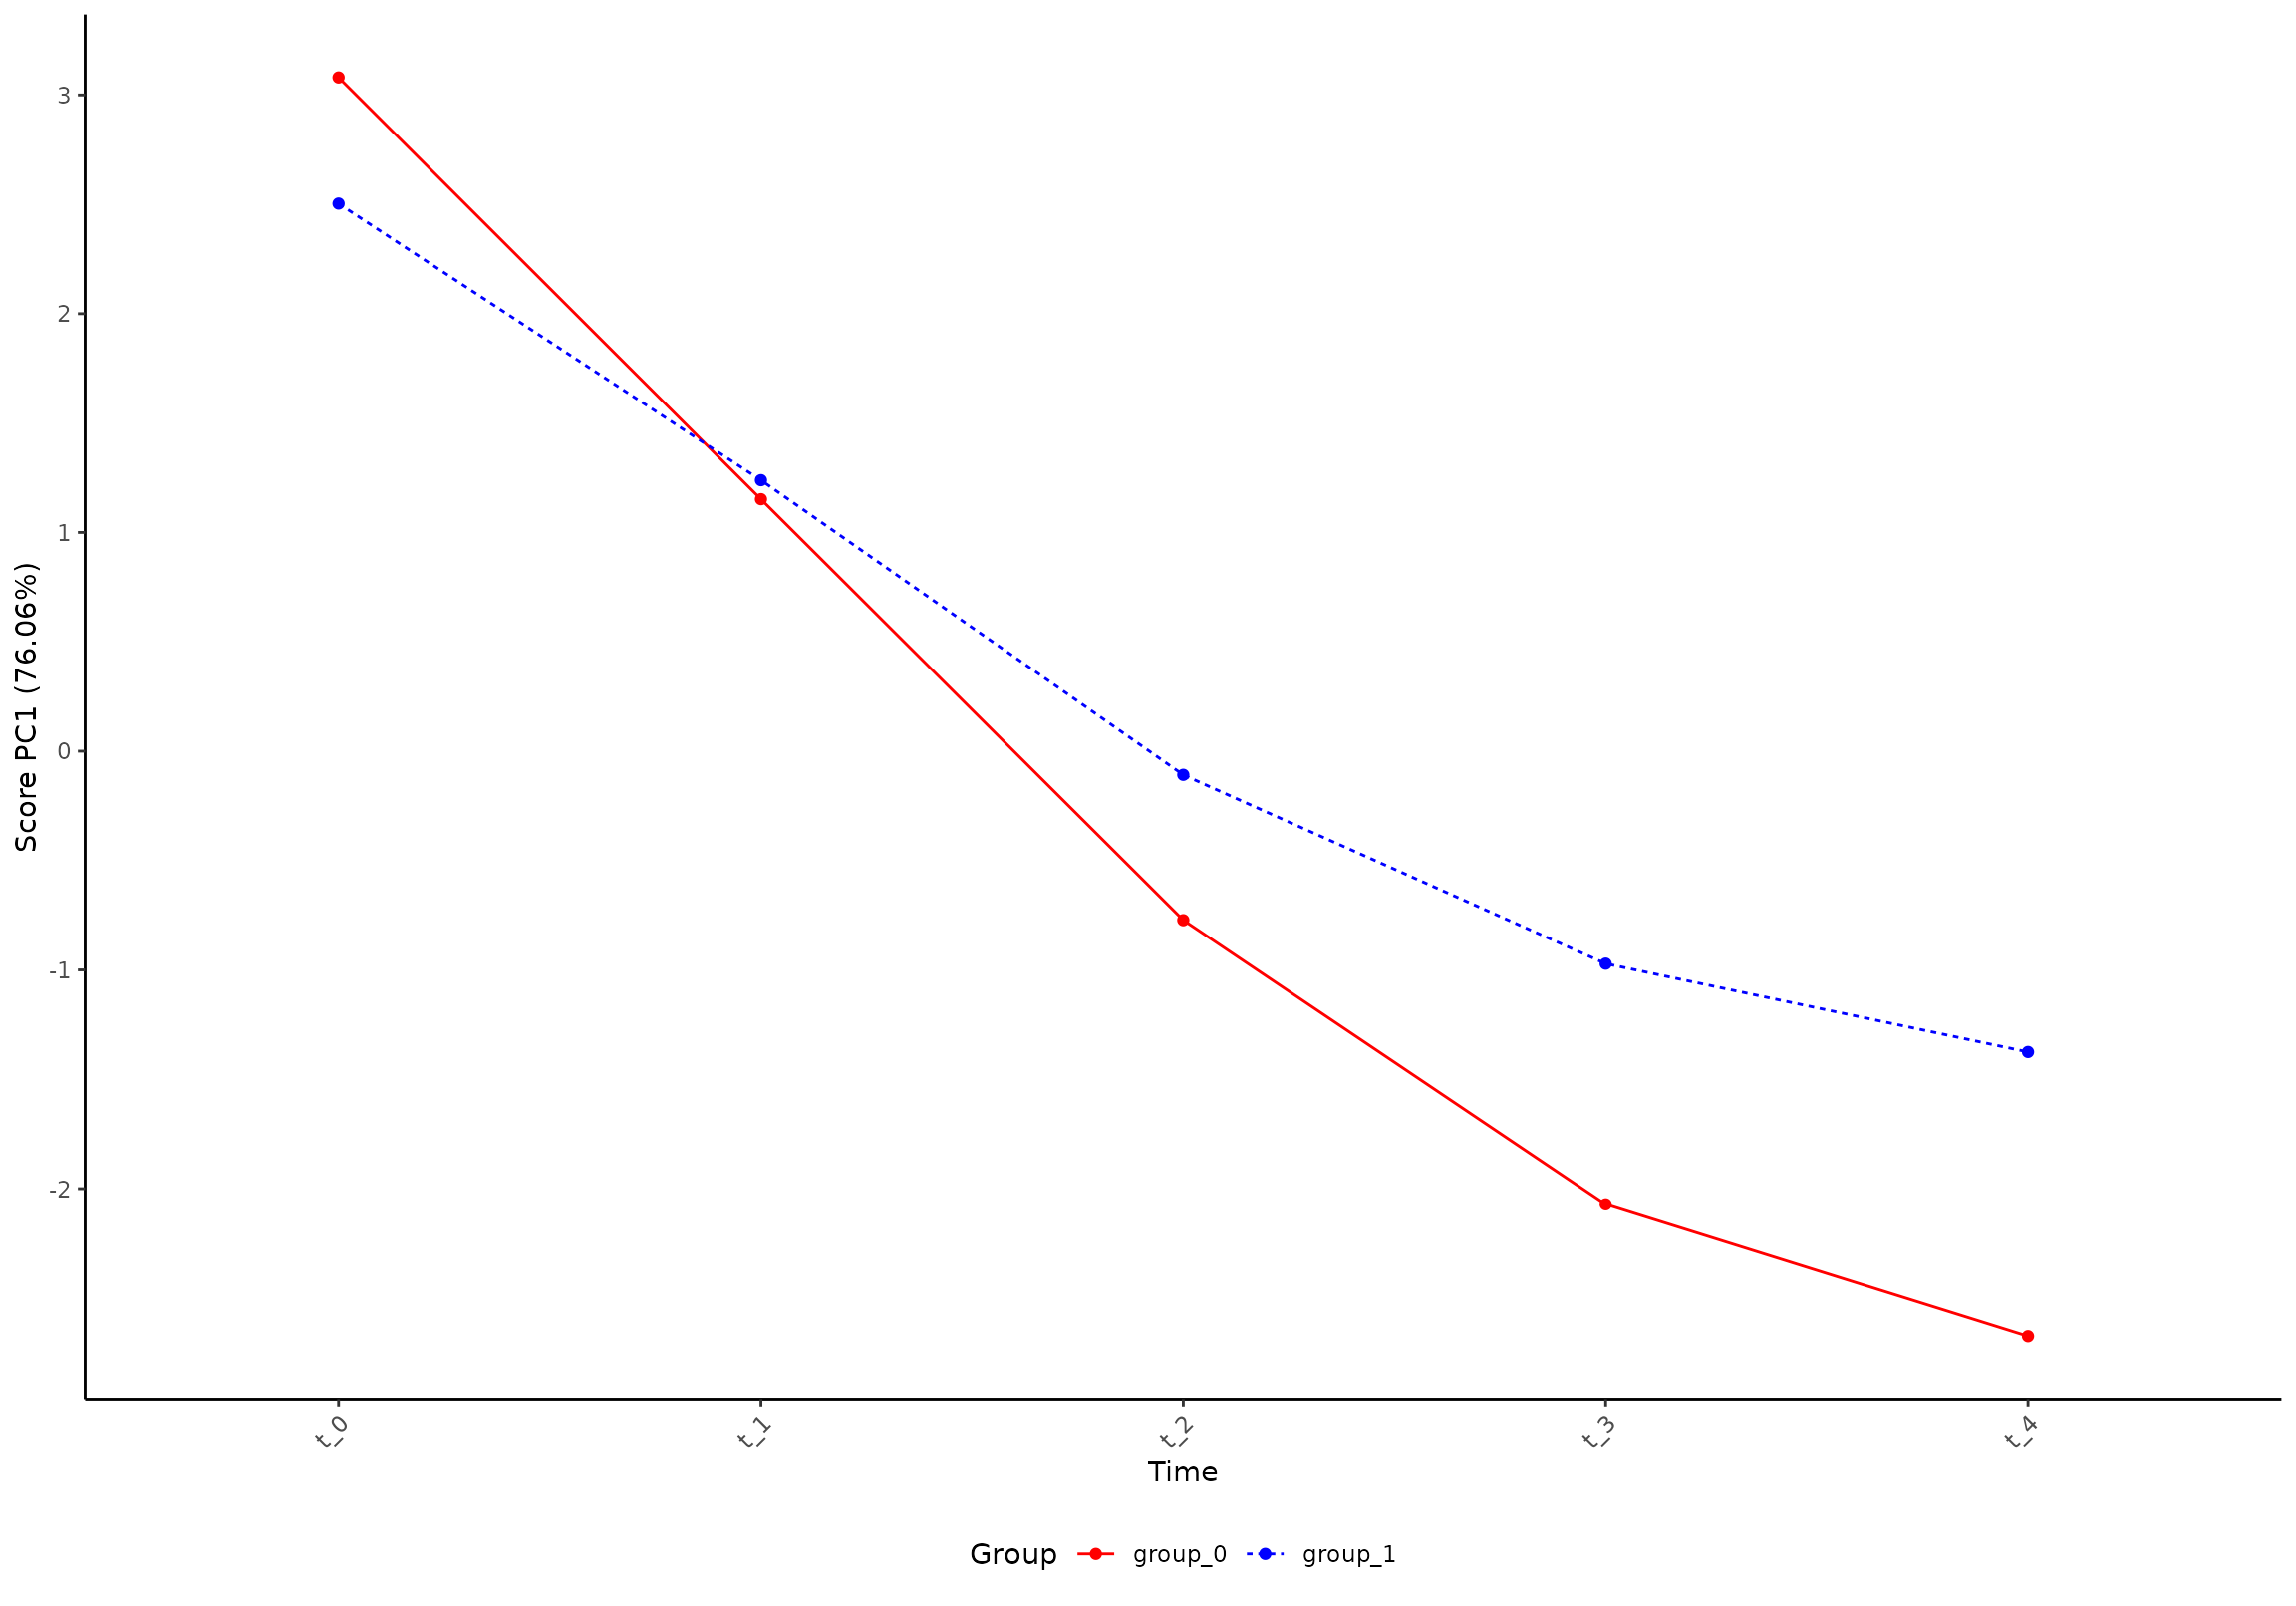 Score PC1 (76.06%)
3
2
1
0
-1
-2
t_0
t_1
t_2
t_3
t_4
Time
Group group_0 group_1